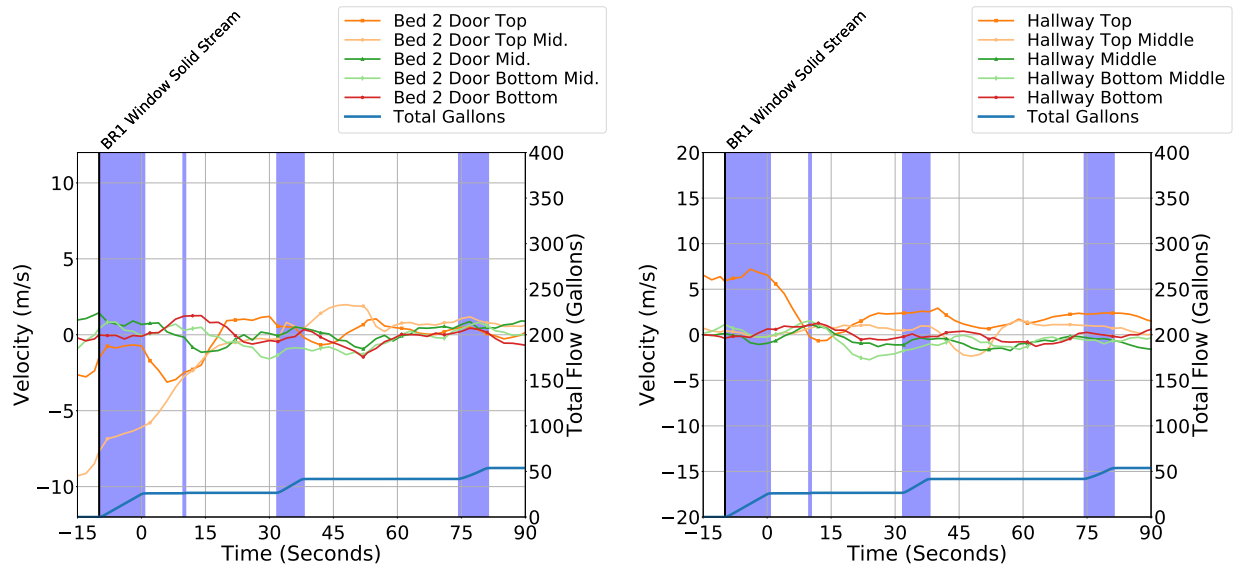 BR1 Window Solid Stream
Bed 2 Door Top
Bed 2 Door Top Mid.
Bed 2 Door Mid.
Bed 2 Door Bottom Mid.
Bed 2 Door Bottom
Total Gallons
Velocity (m/s)
10
5
0
−5
−10
400
350
300
250
200
150
100
50
0
Total Flow (Gallons)
−15 0 15 30 45 60 75 90
Time (Seconds)
BR1 Window Solid Stream
Hallway Top
Hallway Top Middle
Hallway Middle
Hallway Bottom Middle
Hallway Bottom
Total Gallons
Velocity (m/s)
20
15
10
5
0
−5
−10
−15
−20
400
350
300
250
200
150
100
50
0
Total Flow (Gallons)
−15 0 15 30 45 60 75 90
Time (Seconds)